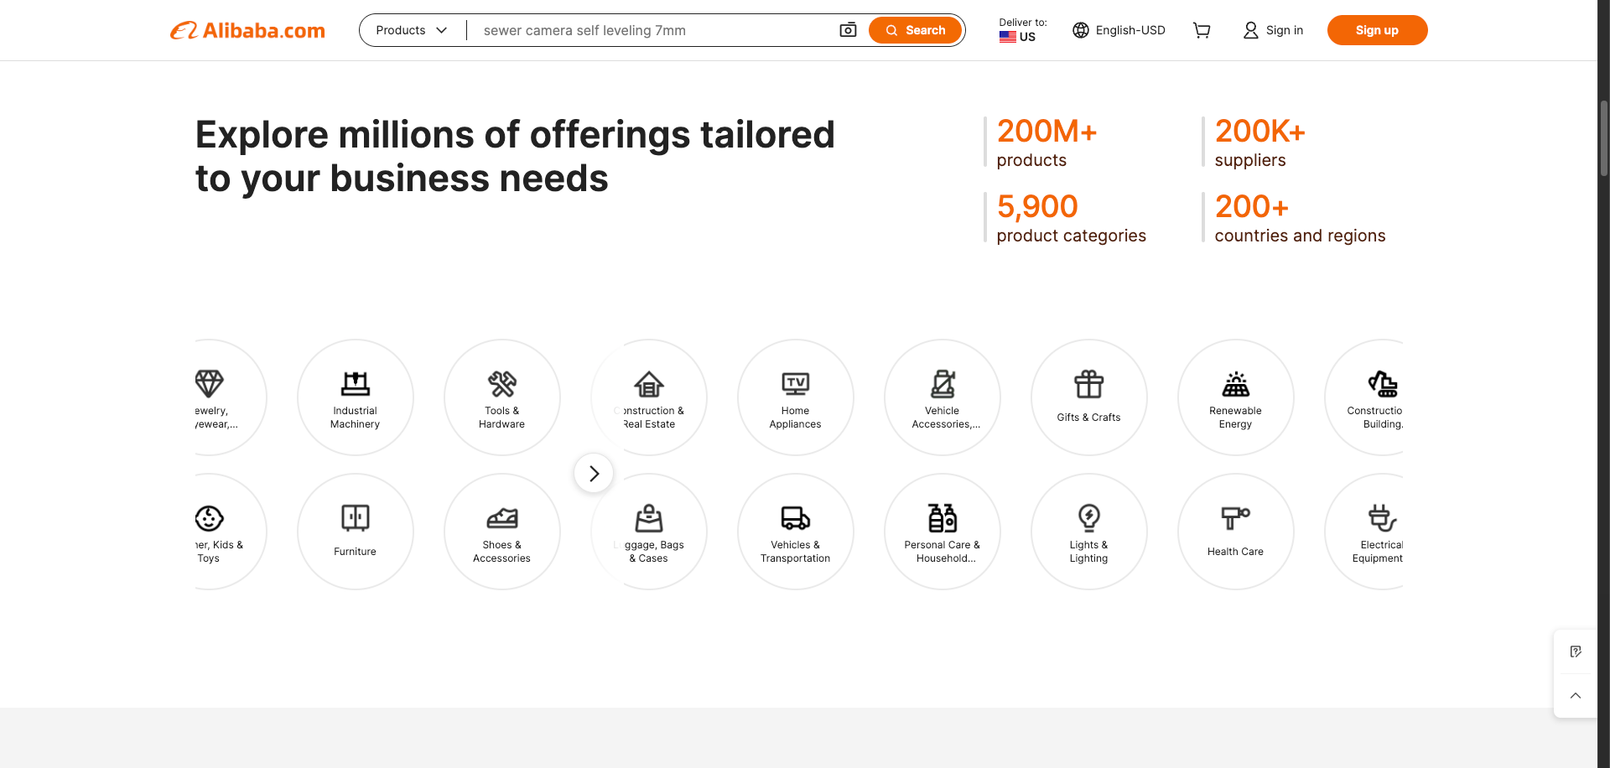 Alibaba.com
Products
sewer camera self leveling 7mm
Search
Deliver to:
US
English-USD
Sign in
Sign up
Explore millions of offerings tailored
to your business needs
200M+
products
200K+
suppliers
5,900
product categories
200+
countries and regions
ewelry,
yewear,...
Industrial
Machinery
Tools &
Hardware
onstruction &
Real Estate
TV
Home
Appliances
Vehicle
Accessories,...
Gifts & Crafts
Renewable
Energy
Constructio
Building.
ner, Kids &
Toys
Furniture
Shoes &
Accessories
ggage, Bags
& Cases
Vehicles &
Transportation
Personal Care &
Household...
Lights &
Lighting
Health Care
Electrical
Equipment